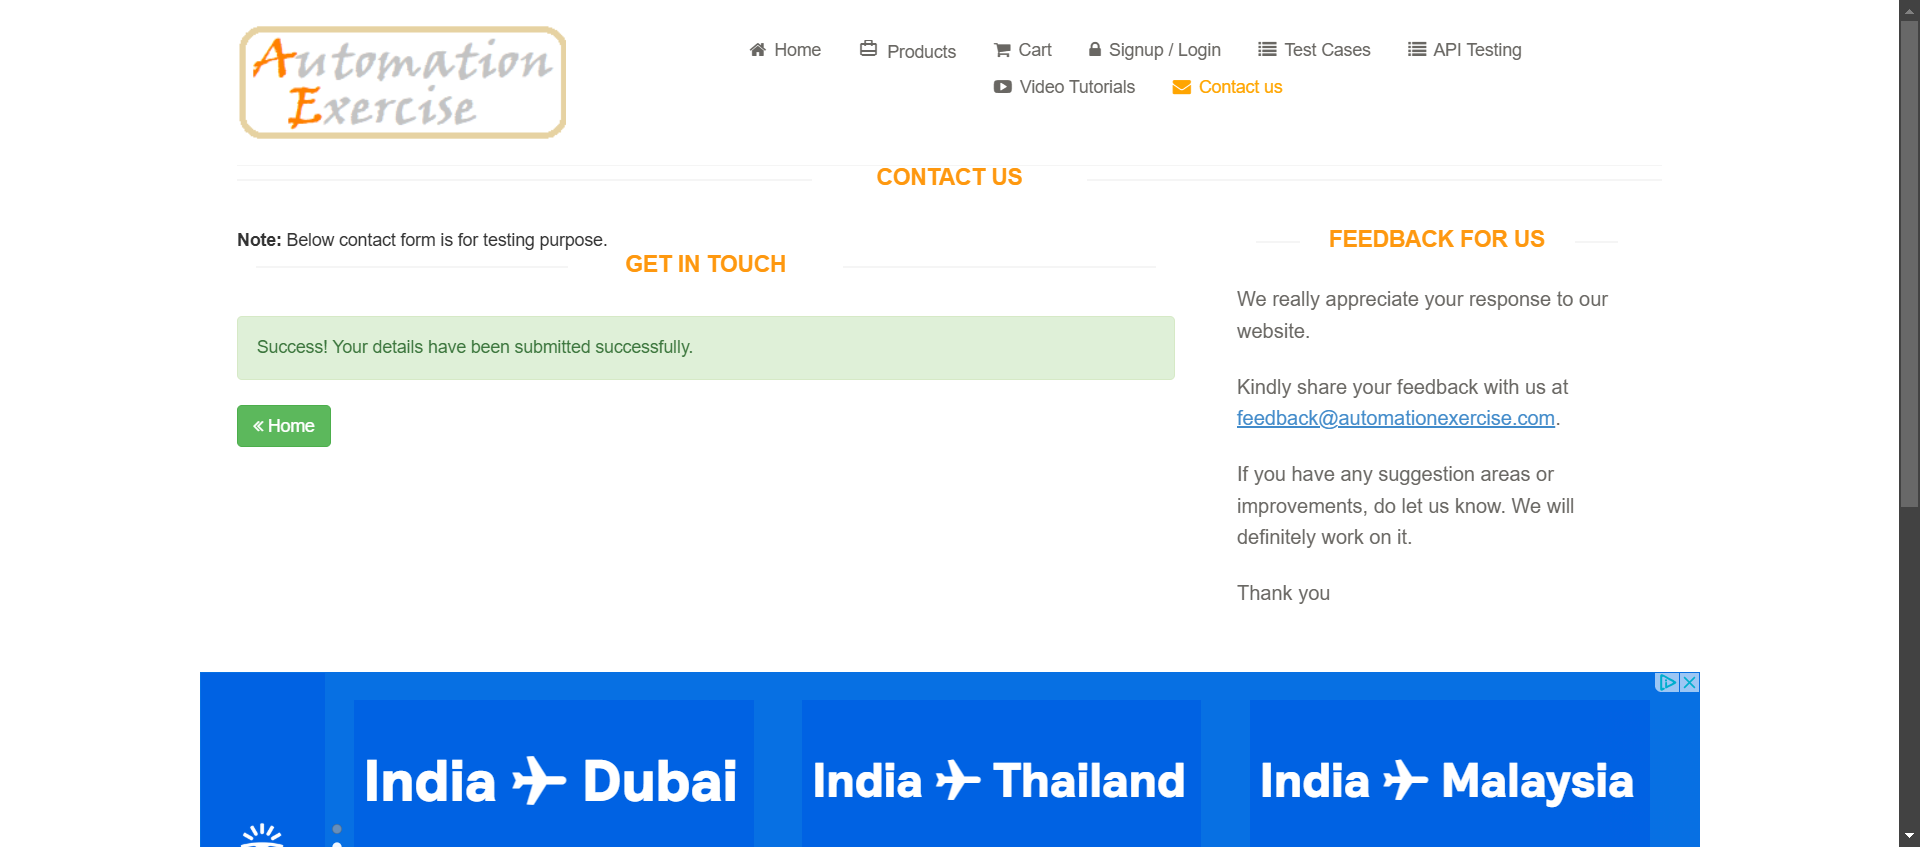 Automation
Exercise
Home Products Cart Signup / Login Test Cases API Testing
Video Tutorials Contact us
CONTACT US
Note: Below contact form is for testing purpose.
GET IN TOUCH
Success! Your details have been submitted successfully.
« Home
FEEDBACK FOR US
We really appreciate your response to our
website.
Kindly share your feedback with us at
feedback@automationexercise.com.
If you have any suggestion areas or
improvements, do let us know. We will
definitely work on it.
Thank you
India Dubai
India Thailand
India Malaysia